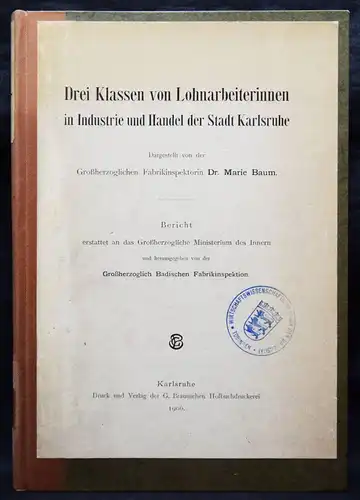 Drei Klassen von Lohnarbeiterinnen
in Industrie und Handel der Stadt Karlsruhe
Dargestellt von der
Großherzoglichen Fabrikinspektorin Dr. Marie Baum.
Bericht
erstattet an das Großherzogliche Ministerium des Innern
und herausgegeben von der
Großherzoglich Badischen Fabrikinspektion.
Karlsruhe
Druck und Verlag der G. Braunschen Hofbuchdruckerei
1906.